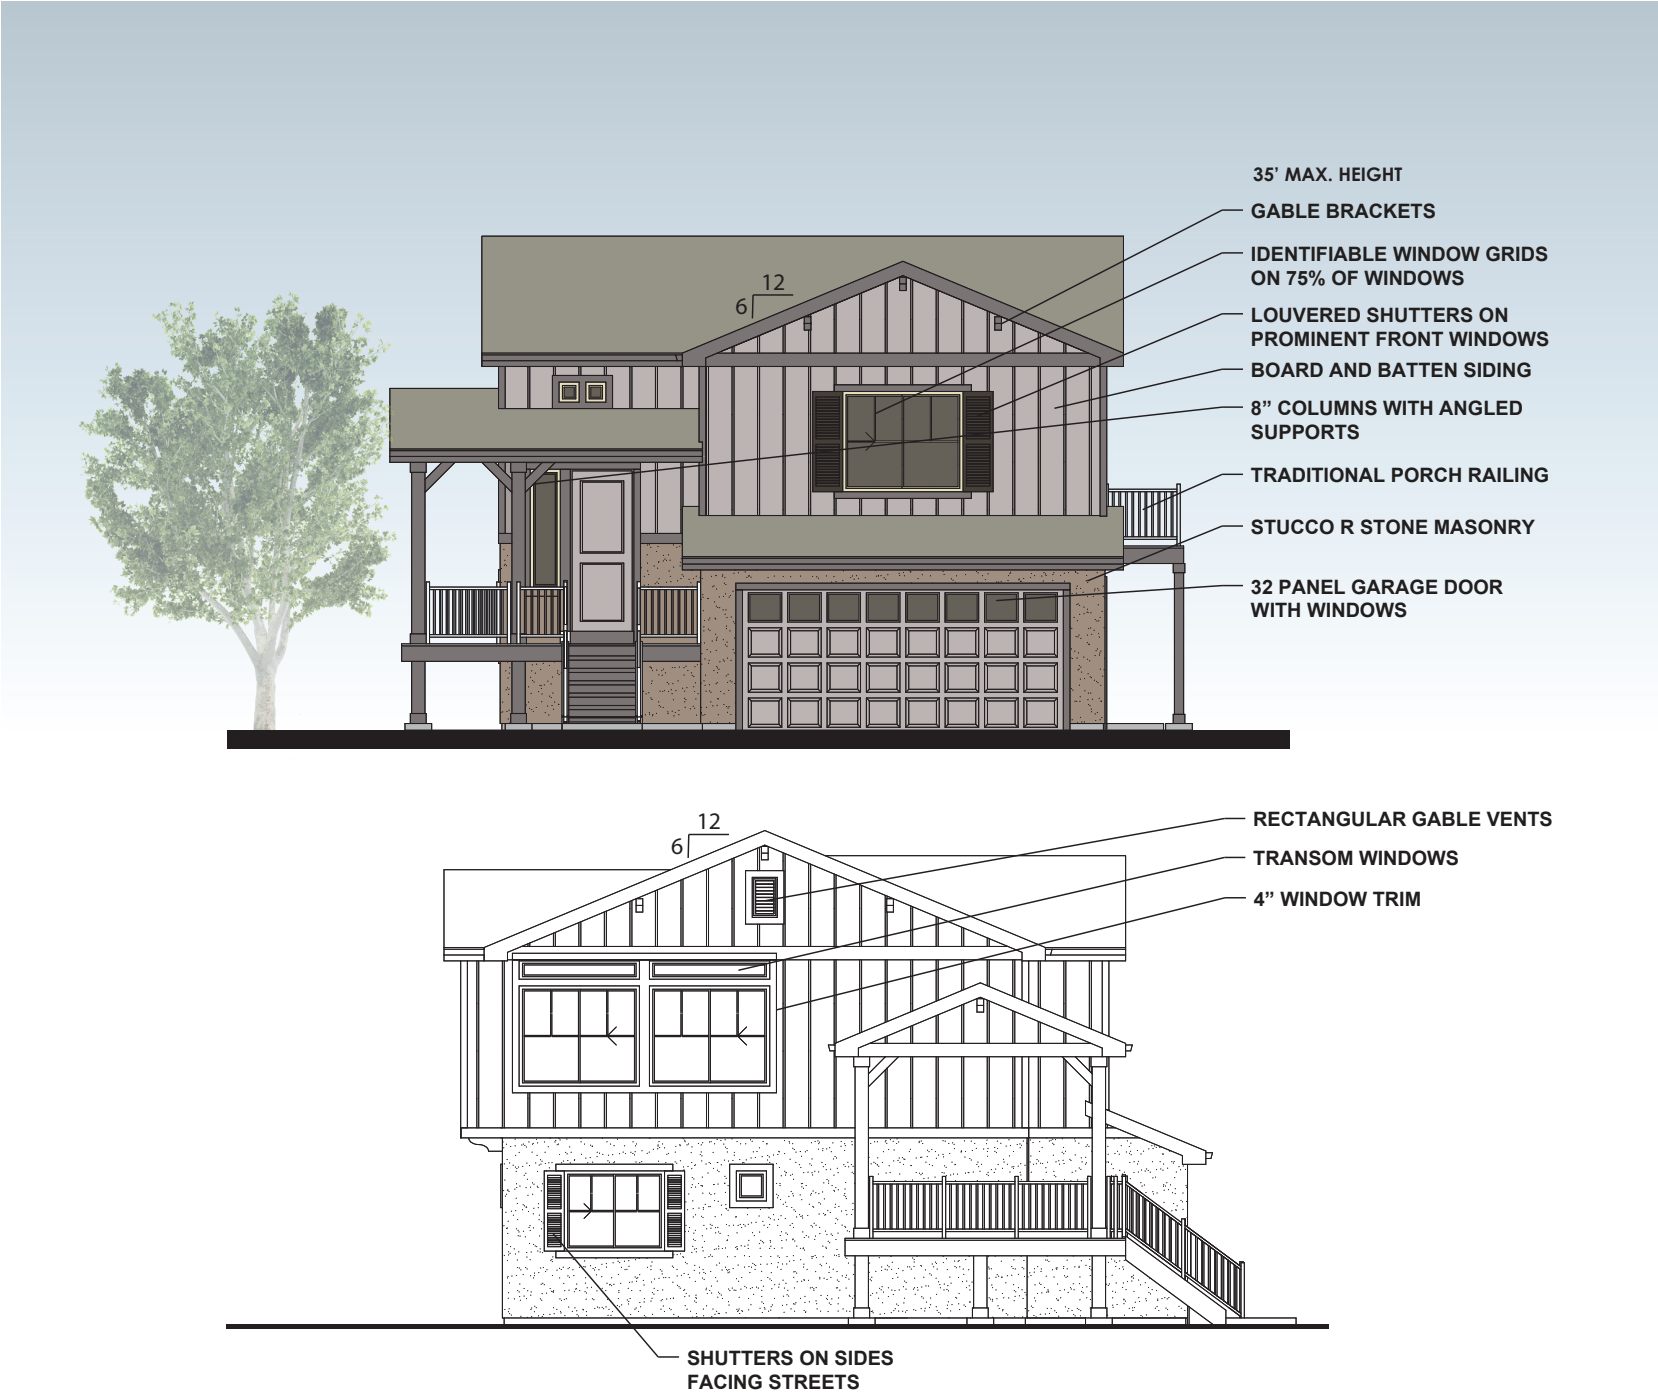 35’ MAX. HEIGHT
GABLE BRACKETS
IDENTIFIABLE WINDOW GRIDS
ON 75% OF WINDOWS
LOUVERED SHUTTERS ON
PROMINENT FRONT WINDOWS
BOARD AND BATTEN SIDING
8” COLUMNS WITH ANGLED
SUPPORTS
TRADITIONAL PORCH RAILING
STUCCO R STONE MASONRY
32 PANEL GARAGE DOOR
WITH WINDOWS
12
6
12
6
RECTANGULAR GABLE VENTS
TRANSOM WINDOWS
4” WINDOW TRIM
SHUTTERS ON SIDES
FACING STREETS